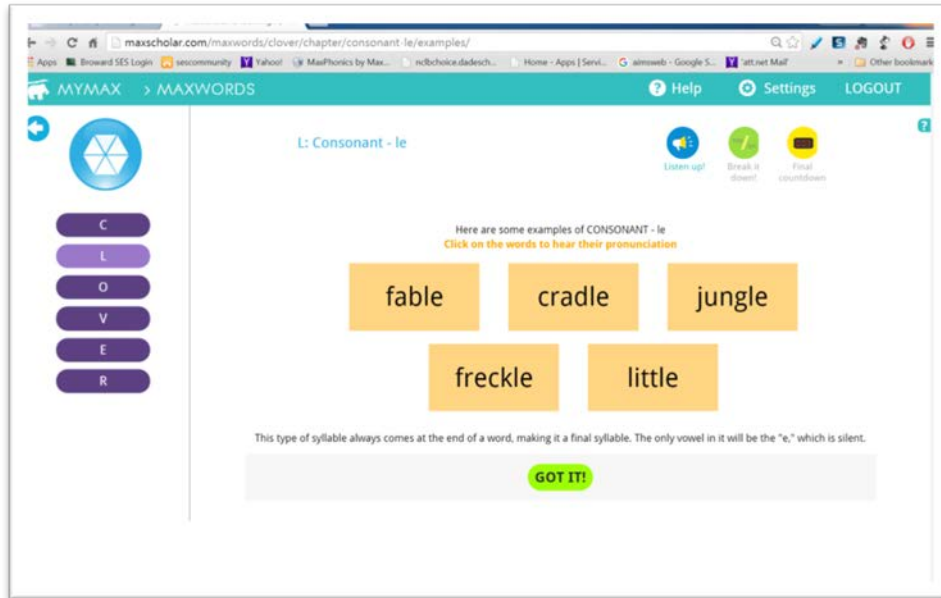 maxscholar.com/maxwords/clover/chapter/consonant-le/examples/
Apps Broward SES Login sescommunity Yahoo! MaxPhonics by Max... nclbchoice.dadesch... Home - Apps | Servi... aimsweb - Google S... "att.net Mail" » Other bookmark
MYMAX > MAXWORDS ? Help Settings LOGOUT
?
L: Consonant - le
Listen up! Break it down! Final countdown
C
L
O
V
E
R
Here are some examples of CONSONANT - le
Click on the words to hear their pronunciation
fable cradle jungle
freckle little
This type of syllable always comes at the end of a word, making it a final syllable. The only vowel in it will be the "e," which is silent.
GOT IT!